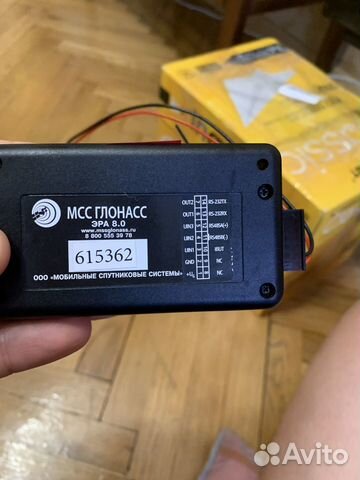 МСС ГЛОНАСС
ЭРА 8.0
www.mssglonass.ru
8 800 555 39 78
615362
ООО «МОБИЛЬНЫЕ СПУТНИКОВЫЕ СИСТЕМЫ»
OUT2 RS-232TX
OUT1 RS-232RX
UIN3 RS485A(+)
UIN2 RS485B(-)
UIN1 IBUT
GND NC
NC
ssic
Avito